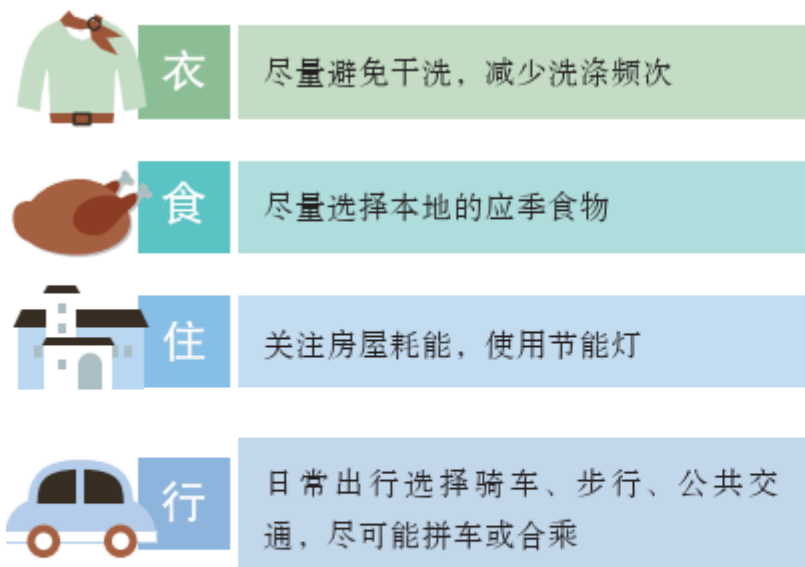 衣
尽量避免干洗，减少洗涤频次
食
尽量选择本地的应季食物
住
关注房屋耗能，使用节能灯
行
日常出行选择骑车、步行、公共交
通，尽可能拼车或合乘